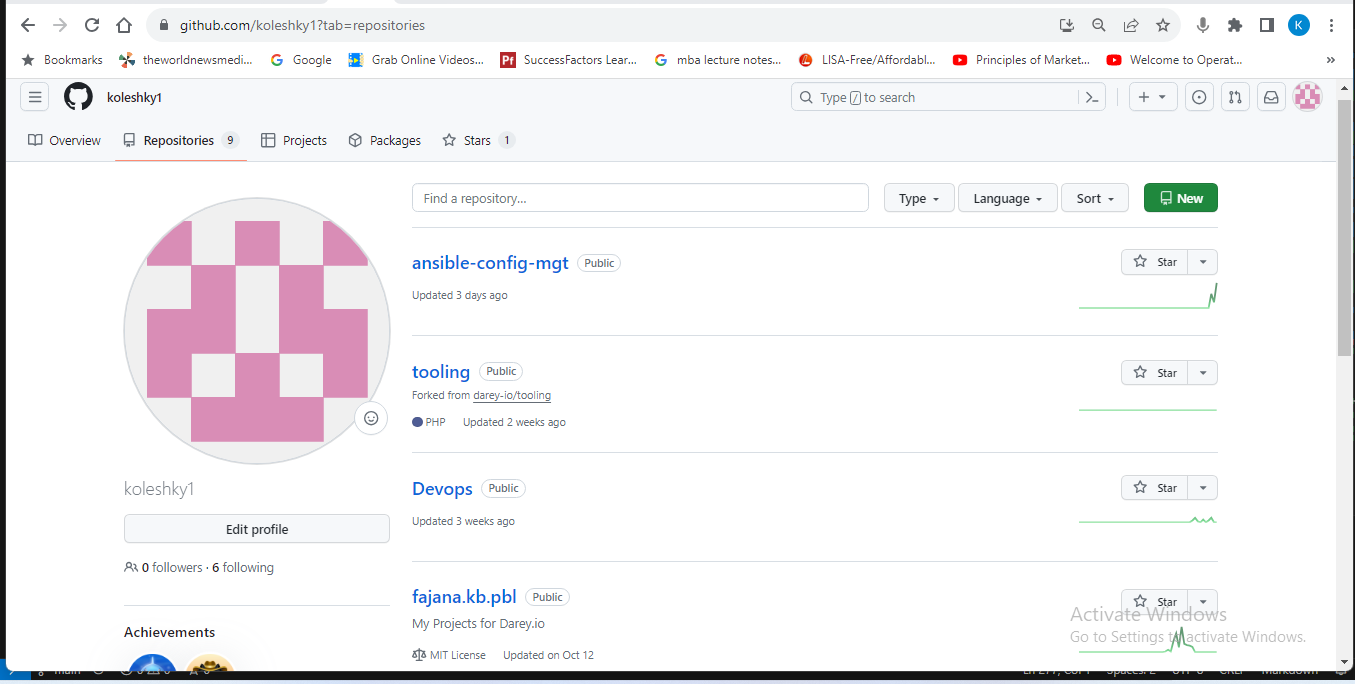 github.com/koleshky1?tab=repositories
K
Bookmarks theworldnewsmedi... Google Grab Online Videos... SuccessFactors Lear... mba lecture notes... LISA-Free/Affordabl... Principles of Market... Welcome to Operat... »
koleshky1
Type / to search
Overview Repositories 9 Projects Packages Stars 1
Find a repository...
Type Language Sort New
ansible-config-mgt Public
Star
Updated 3 days ago
tooling Public
Star
Forked from darey-io/tooling
PHP Updated 2 weeks ago
Devops Public
Star
Updated 3 weeks ago
koleshky1
Edit profile
0 followers · 6 following
Achievements
fajana.kb.pbl Public
Star
My Projects for Darey.io
MIT License Updated on Oct 12
Activate Windows
Go to Settings to activate Windows.
main